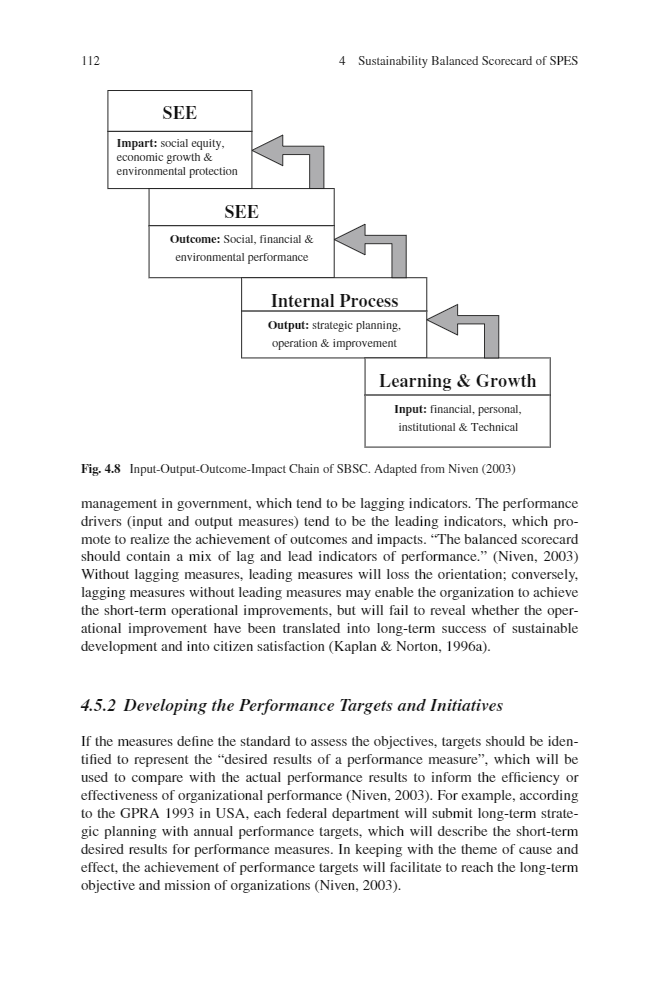 112
4 Sustainability Balanced Scorecard of SPES
SEE
Impart: social equity,
economic growth &
environmental protection
SEE
Outcome: Social, financial &
environmental performance
Internal Process
Output: strategic planning,
operation & improvement
Learning & Growth
Input: financial, personal,
institutional & Technical
Fig. 4.8 Input-Output-Outcome-Impact Chain of SBSC. Adapted from Niven (2003)
management in government, which tend to be lagging indicators. The performance
drivers (input and output measures) tend to be the leading indicators, which pro-
mote to realize the achievement of outcomes and impacts. “The balanced scorecard
should contain a mix of lag and lead indicators of performance.” (Niven, 2003)
Without lagging measures, leading measures will loss the orientation; conversely,
lagging measures without leading measures may enable the organization to achieve
the short-term operational improvements, but will fail to reveal whether the oper-
ational improvement have been translated into long-term success of sustainable
development and into citizen satisfaction (Kaplan & Norton, 1996a).
4.5.2 Developing the Performance Targets and Initiatives
If the measures define the standard to assess the objectives, targets should be iden-
tified to represent the “desired results of a performance measure”, which will be
used to compare with the actual performance results to inform the efficiency or
effectiveness of organizational performance (Niven, 2003). For example, according
to the GPRA 1993 in USA, each federal department will submit long-term strate-
gic planning with annual performance targets, which will describe the short-term
desired results for performance measures. In keeping with the theme of cause and
effect, the achievement of performance targets will facilitate to reach the long-term
objective and mission of organizations (Niven, 2003).